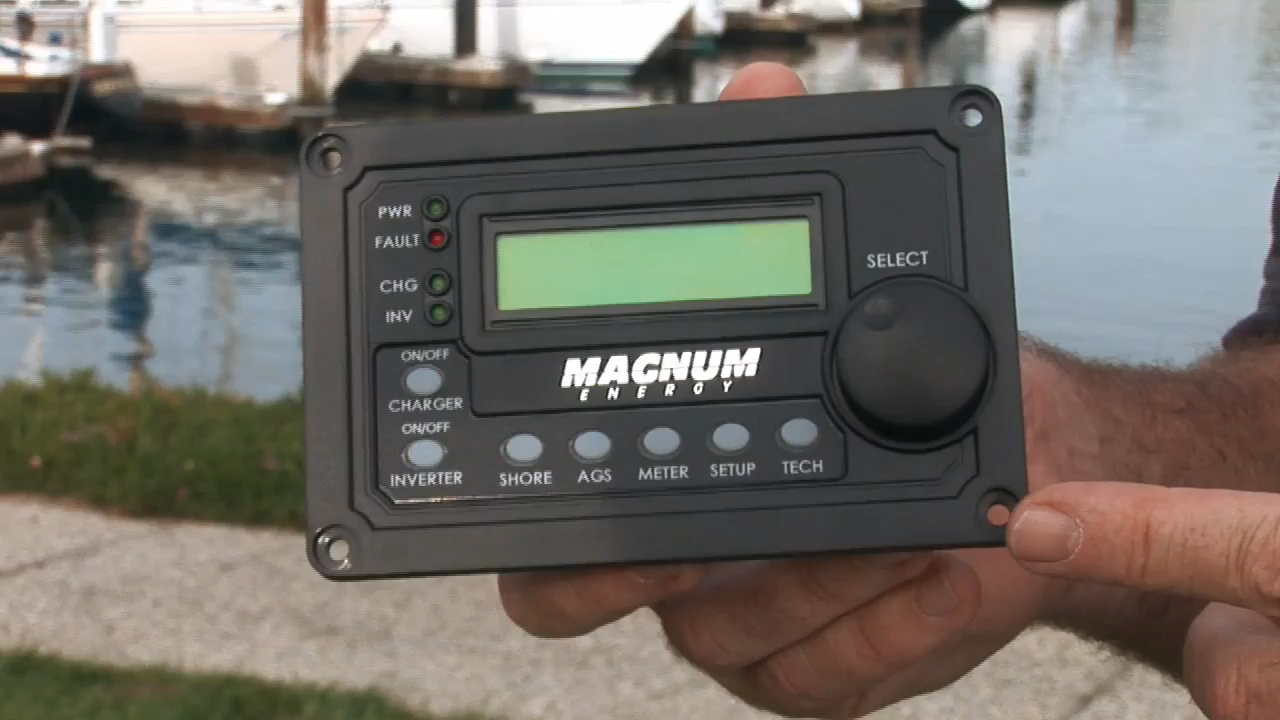 PWR
FAULT
CHG
INV
SELECT
ON/OFF
CHARGER
ON/OFF
INVERTER
MAGNUM
ENERGY
SHORE
AGS
METER
SETUP
TECH